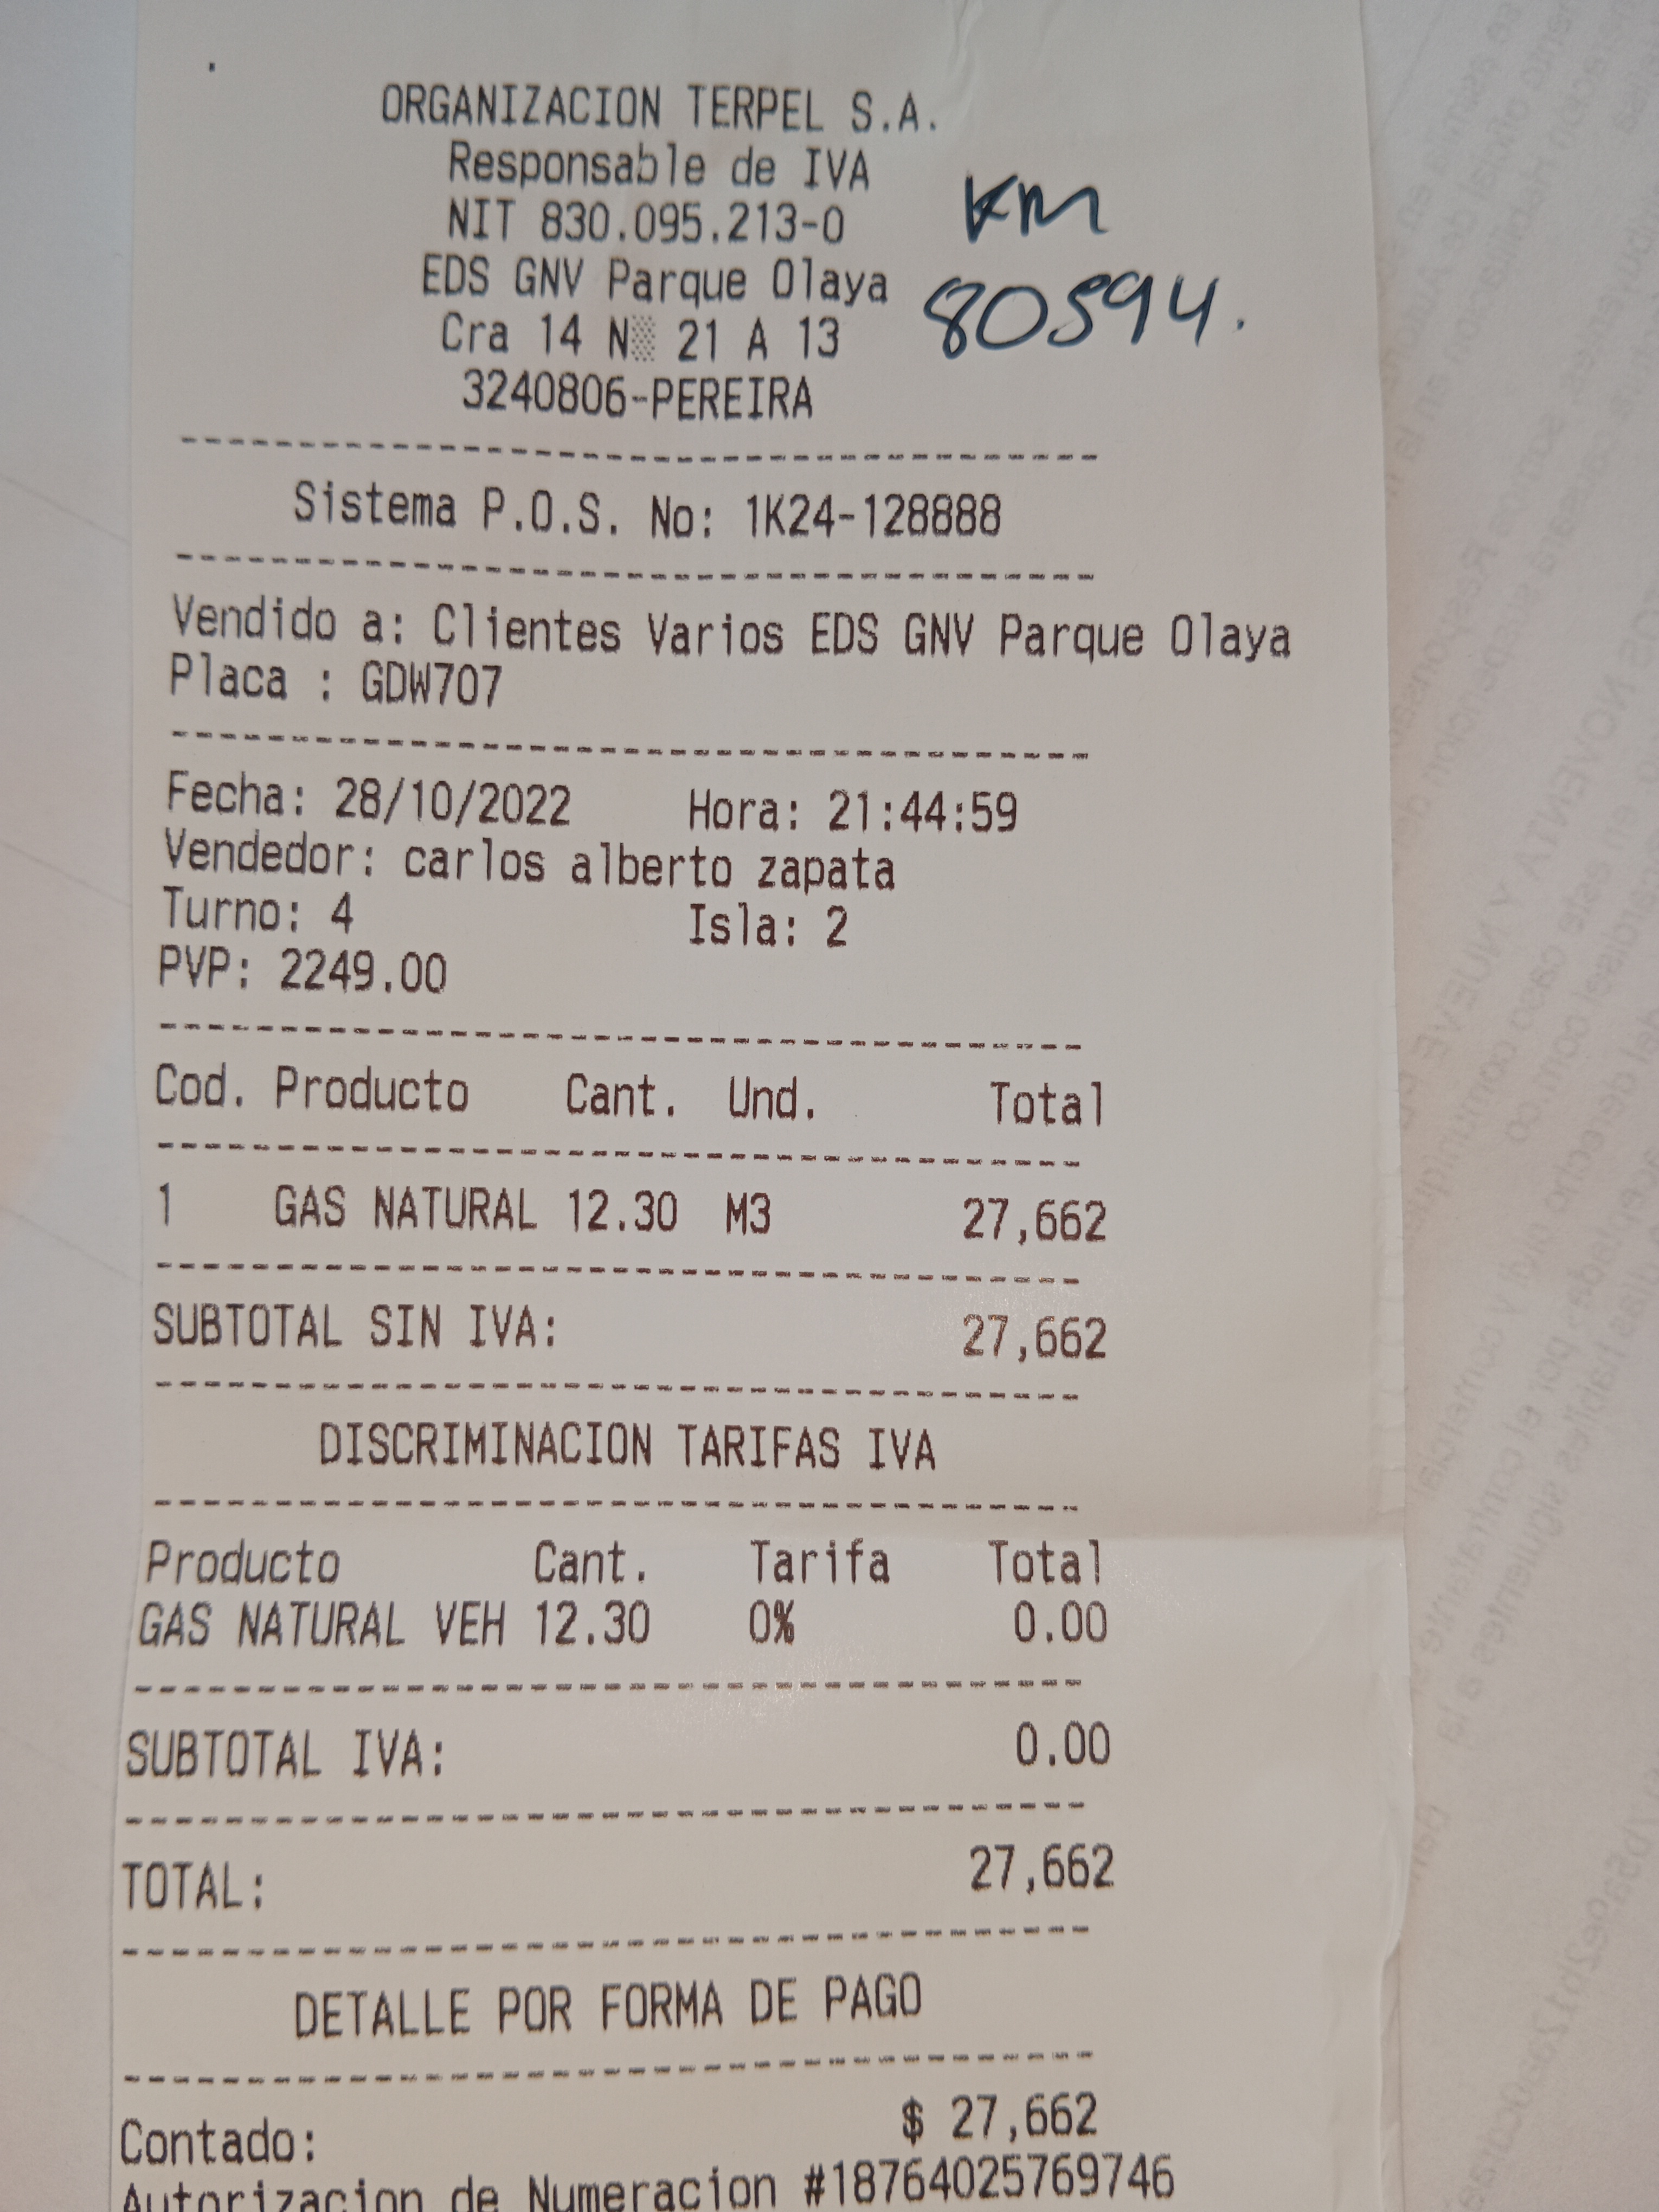 ORGANIZACION TERPEL S.A.
Responsable de IVA
NIT 830.095.213-0
EDS GNV Parque Olaya
Cra 14 N░ 21 A 13
3240806-PEREIRA
KM
80594.
Sistema P.O.S. No: 1K24-128888
Vendido a: Clientes Varios EDS GNV Parque Olaya
Placa : GDW707
Fecha: 28/10/2022 Hora: 21:44:59
Vendedor: carlos alberto zapata
Turno: 4 Isla: 2
PVP: 2249.00
Cod. Producto Cant. Und. Total
1 GAS NATURAL 12.30 M3 27,662
SUBTOTAL SIN IVA: 27,662
DISCRIMINACION TARIFAS IVA
Producto Cant. Tarifa Total
GAS NATURAL VEH 12.30 0% 0.00
SUBTOTAL IVA: 0.00
TOTAL: 27,662
DETALLE POR FORMA DE PAGO
Contado: $ 27,662
Autorizacion de Numeracion #18764025769746